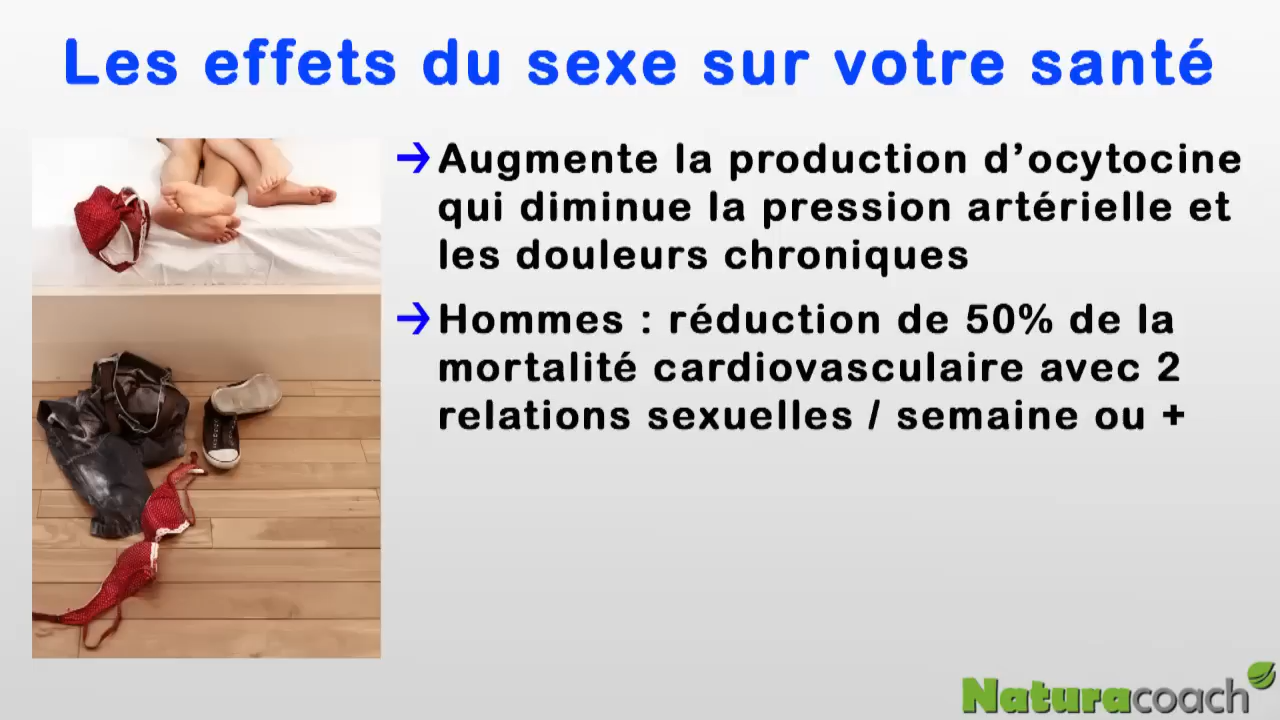 Les effets du sexe sur votre santé
→ Augmente la production d’ocytocine
qui diminue la pression artérielle et
les douleurs chroniques
→ Hommes : réduction de 50% de la
mortalité cardiovasculaire avec 2
relations sexuelles / semaine ou +
Naturacoach